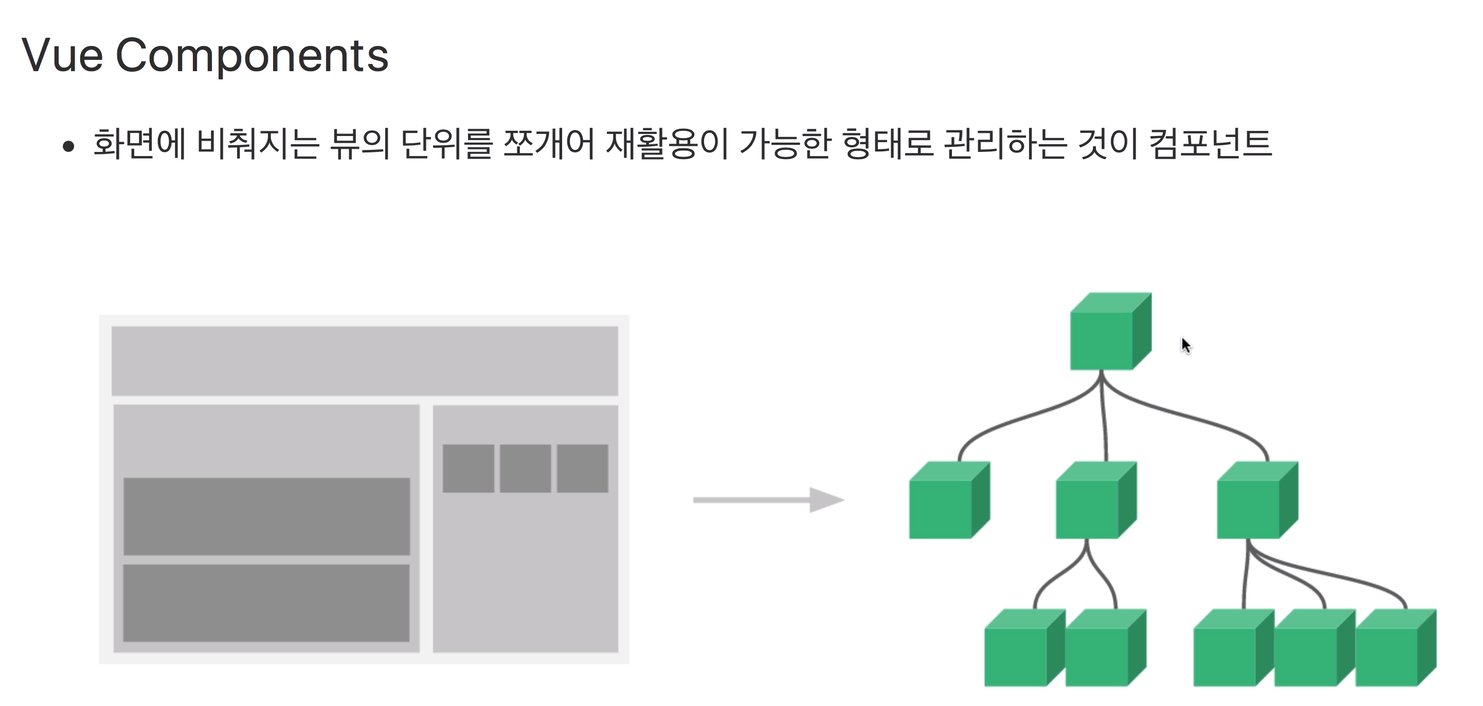 Vue Components
화면에 비춰지는 뷰의 단위를 쪼개어 재활용이 가능한 형태로 관리하는 것이 컴포넌트